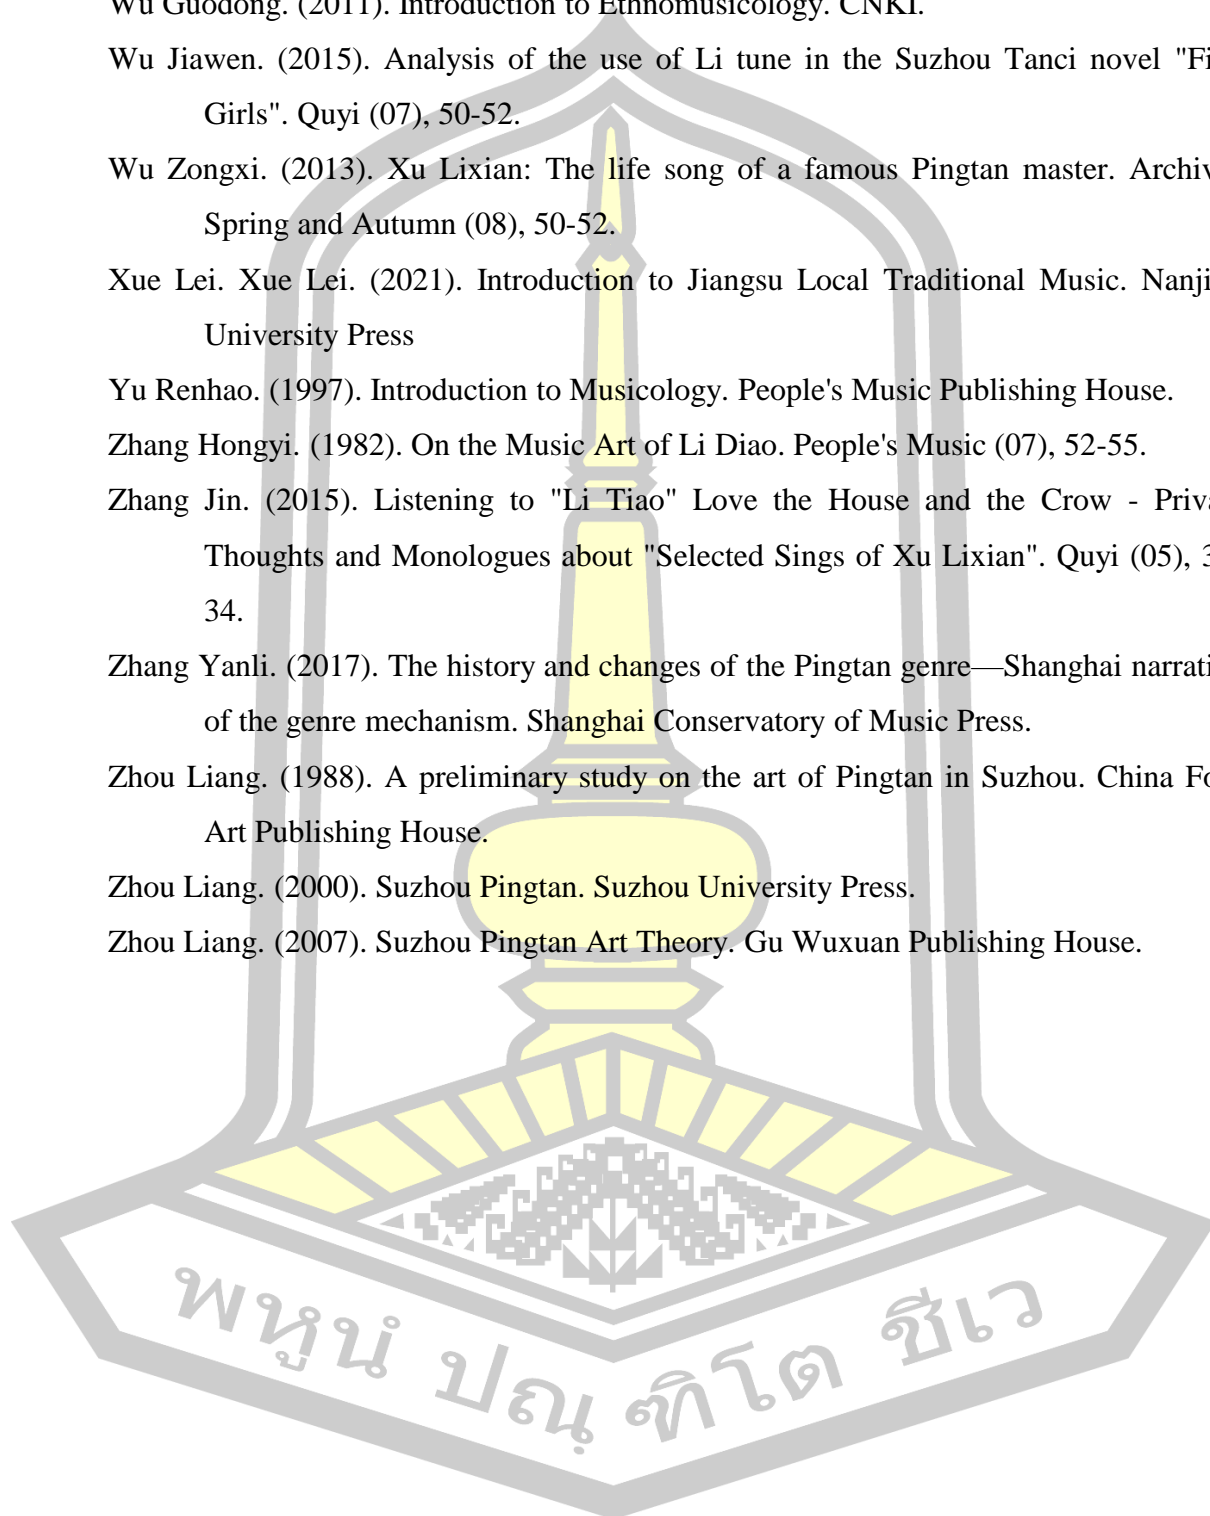 Wu Guodong. (2011). Introduction to Ethnomusicology. CNKI.
Wu Jiawen. (2015). Analysis of the use of Li tune in the Suzhou Tanci novel
Girls". Quyi (07), 50-52.
Wu Zongxi. (2013). Xu Lixian: The life song of a famous Pingtan master.
Spring and Autumn (08), 50-52.
Xue Lei. Xue Lei. (2021). Introduction to Jiangsu Local Traditional Music.
University Press
Yu Renhao. (1997). Introduction to Musicology. People's Music Publishing House.
Zhang Hongyi. (1982). On the Music Art of Li Diao. People's Music (07), 52-55.
Zhang Jin. (2015). Listening to "Li Tiao" Love the House and the Crow -
Thoughts and Monologues about "Selected Sings of Xu Lixian". Quyi (05),
34.
Zhang Yanli. (2017). The history and changes of the Pingtan genre—Shanghai
of the genre mechanism. Shanghai Conservatory of Music Press.
Zhou Liang. (1988). A preliminary study on the art of Pingtan in Suzhou. China
Art Publishing House.
Zhou Liang. (2000). Suzhou Pingtan. Suzhou University Press.
Zhou Liang. (2007). Suzhou Pingtan Art Theory. Gu Wuxuan Publishing House.
พหูนํ ปณฺฑิโต ชีเว